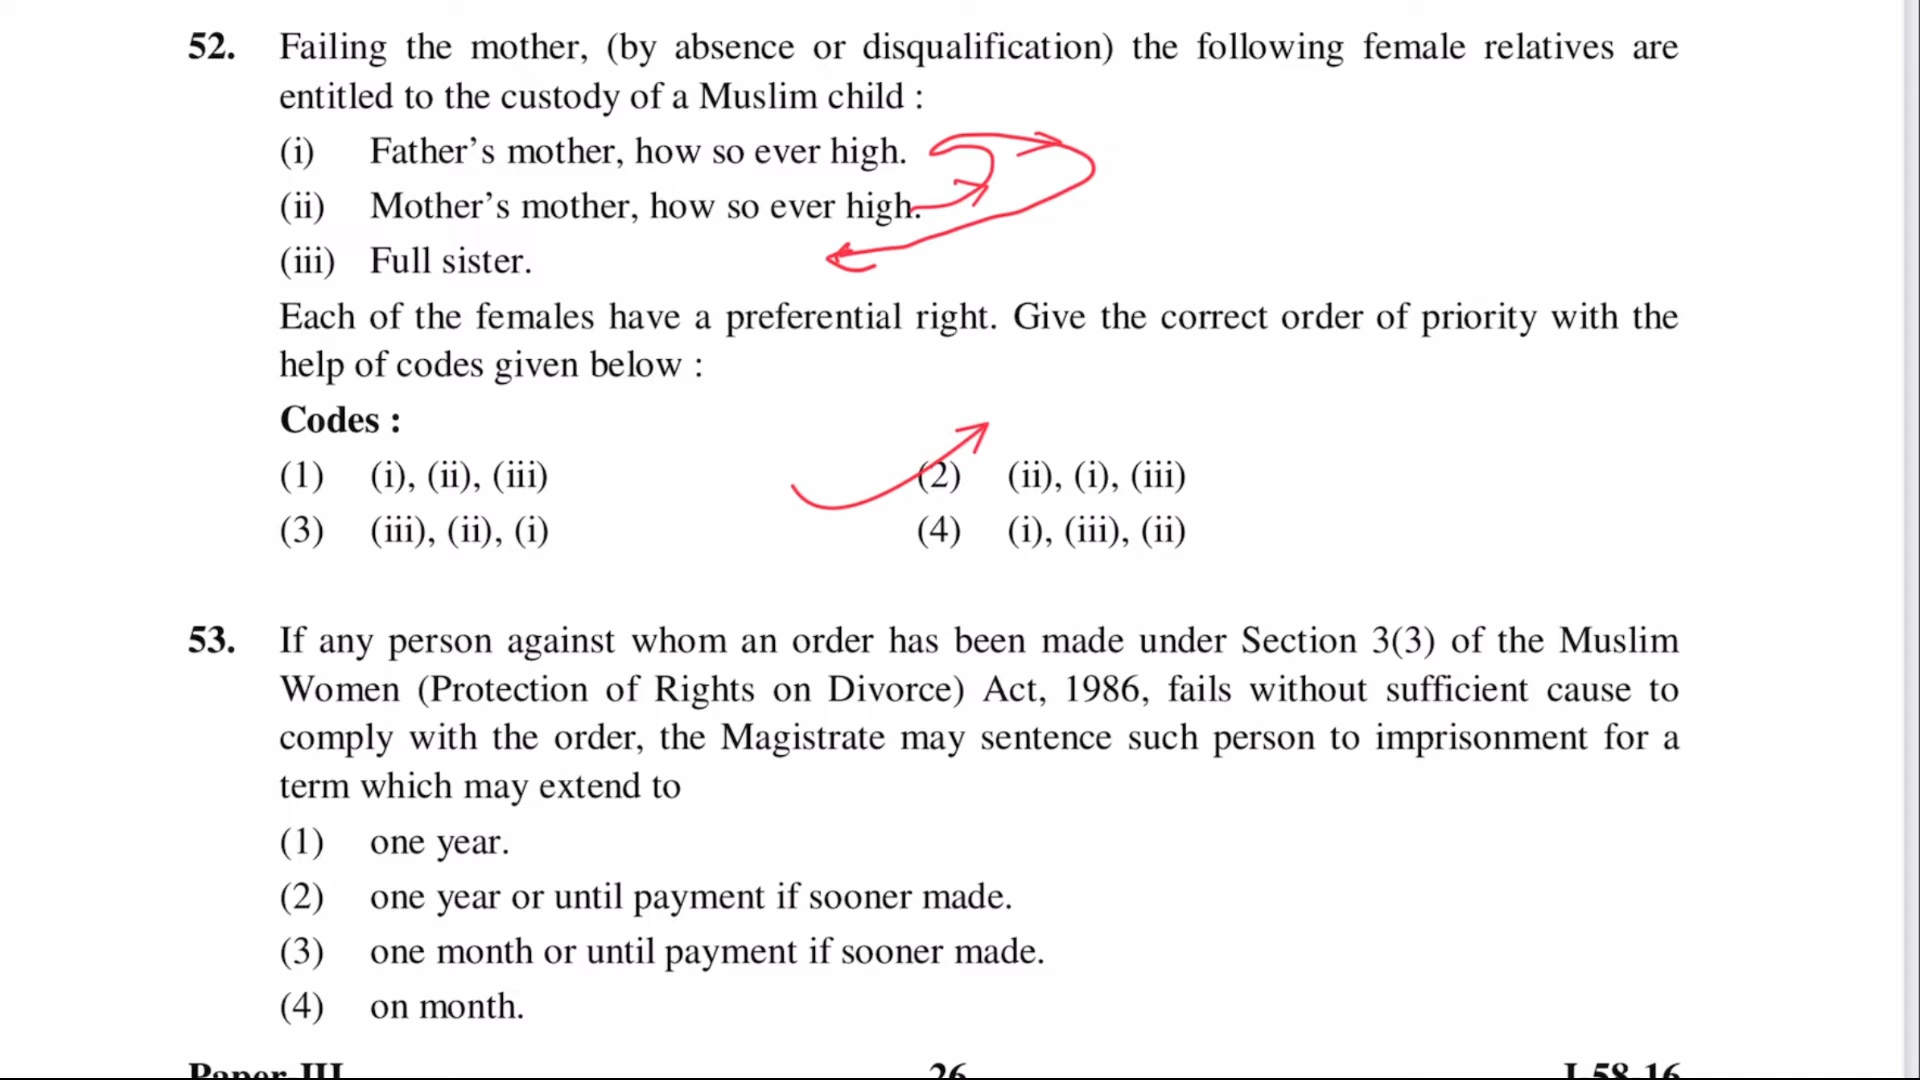 52. Failing the mother, (by absence or disqualification) the following female relatives are
entitled to the custody of a Muslim child :
(i) Father's mother, how so ever high.
(ii) Mother's mother, how so ever high.
(iii) Full sister.
Each of the females have a preferential right. Give the correct order of priority with the
help of codes given below :
Codes :
(1) (i), (ii), (iii) (2) (ii), (i), (iii)
(3) (iii), (ii), (i) (4) (i), (iii), (ii)
53. If any person against whom an order has been made under Section 3(3) of the Muslim
Women (Protection of Rights on Divorce) Act, 1986, fails without sufficient cause to
comply with the order, the Magistrate may sentence such person to imprisonment for a
term which may extend to
(1) one year.
(2) one year or until payment if sooner made.
(3) one month or until payment if sooner made.
(4) on month.
Paper-III 26 J-58-16